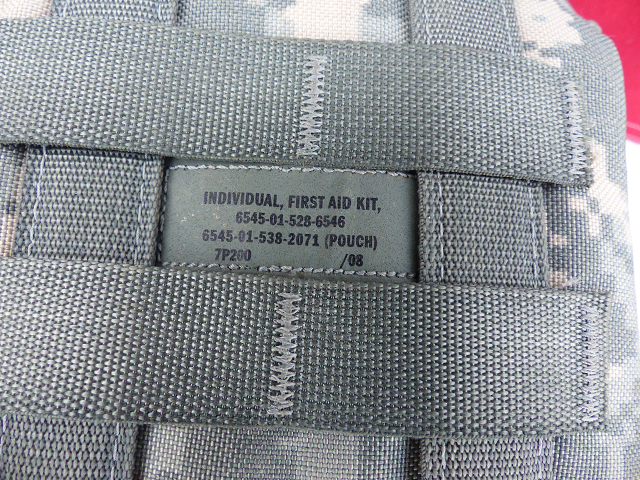 INDIVIDUAL, FIRST AID KIT,
6545-01-528-6546
6545-01-538-2071 (POUCH)
7P200 /08